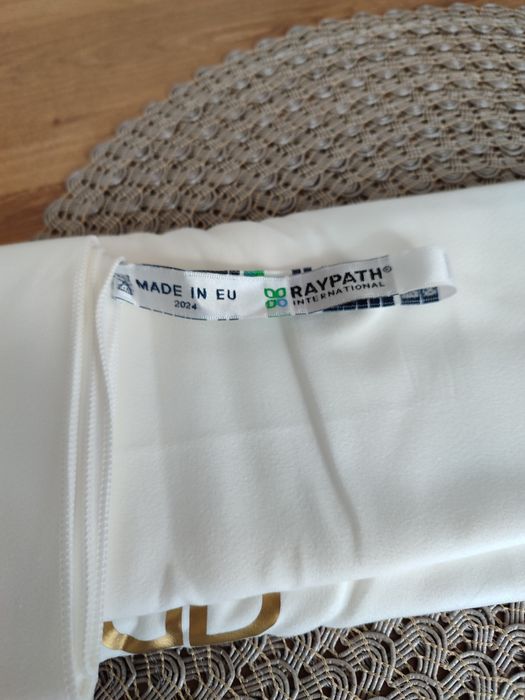 MADE IN EU
2024
RAYPATH®
INTERNATIONAL